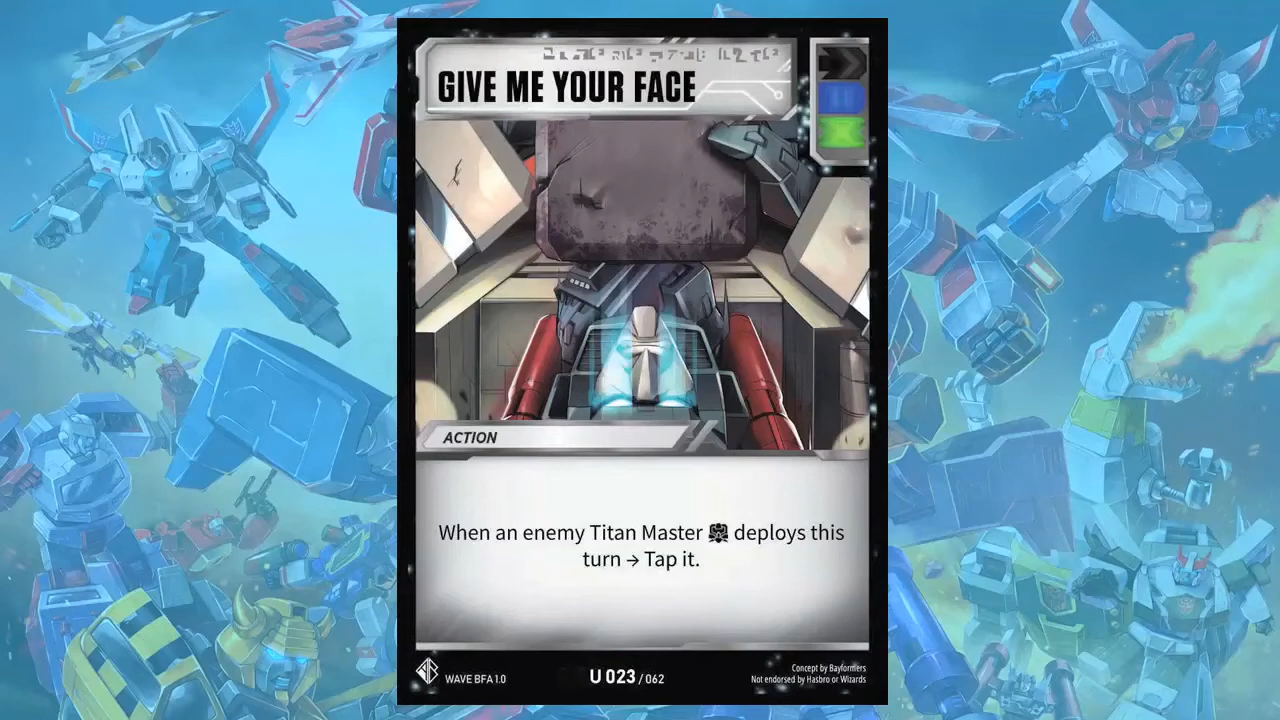 GIVE ME YOUR FACE
ACTION
When an enemy Titan Master deploys this
turn → Tap it.
WAVE BFA 1.0
U 023 / 062
Concept by Bayformers
Not endorsed by Hasbro or Wizards